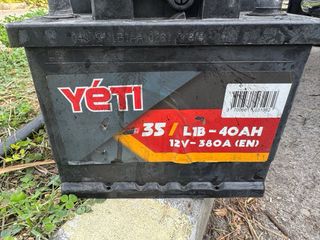 YéTI
35 / L1B - 40AH
12V - 380A (EN)